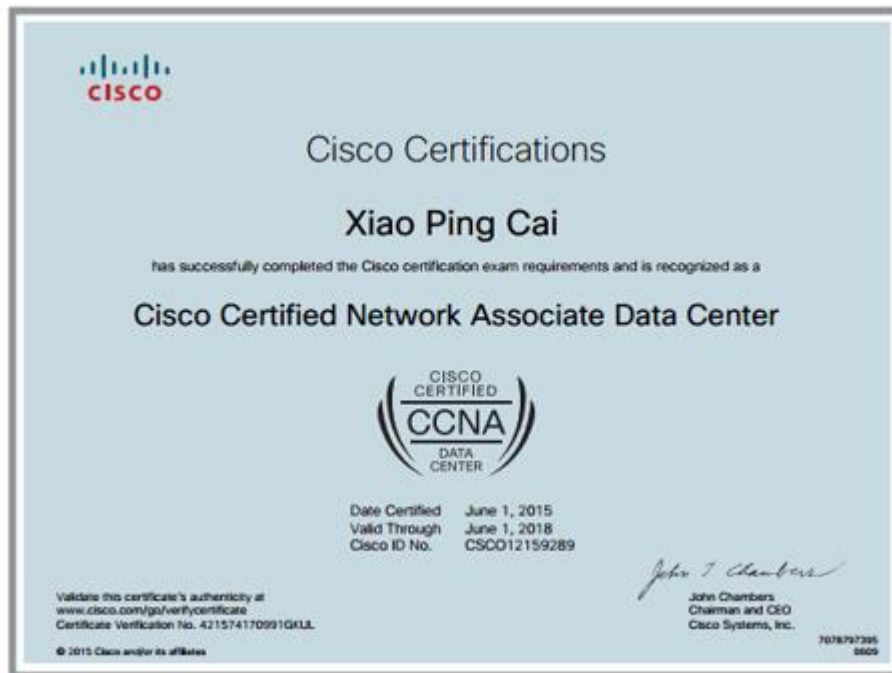 CISCO
Cisco Certifications
Xiao Ping Cai
has successfully completed the Cisco certification exam requirements and is recognized as a
Cisco Certified Network Associate Data Center
CISCO
CERTIFIED
CCNA
DATA
CENTER
Date Certified June 1, 2015
Valid Through June 1, 2018
Cisco ID No. CSCO12159289
John T Chambers
Validate this certificate's authenticity at
www.cisco.com/go/verifycertificate
Certificate Verification No. 421574170991GKUL
John Chambers
Chairman and CEO
Cisco Systems, Inc.
© 2015 Cisco and/or its affiliates
7078797395
0609